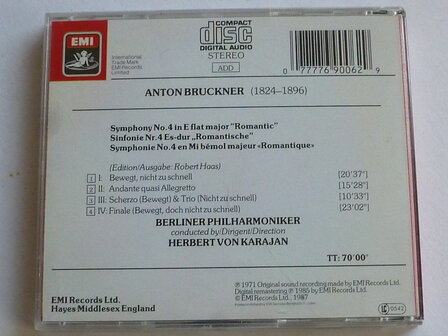 EMI
International
Trade Mark
EMI Records
Limited
COMPACT
disc
DIGITAL AUDIO
STEREO
ADD
0 77776 90062 9
ANTON BRUCKNER (1824–1896)
Symphony No. 4 in E flat major "Romantic"
Sinfonie Nr. 4 Es-dur „Romantische"
Symphonie No. 4 en Mi bémol majeur «Romantique»
(Edition/Ausgabe: Robert Haas)
1 I: Bewegt, nicht zu schnell [20'37"]
2 II: Andante quasi Allegretto [15'28"]
3 III: Scherzo (Bewegt) & Trio (Nicht zu schnell) [10'33"]
4 IV: Finale (Bewegt, doch nicht zu schnell) [23'02"]
BERLINER PHILHARMONIKER
conducted by/Dirigent/Direction
HERBERT VON KARAJAN
TT: 70'00"
℗ 1971 Original sound recording made by EMI Records Ltd.
Digital remastering ℗ 1985 by EMI Records Ltd.
© EMI Records Ltd., 1987
EMI Records Ltd.
Hayes Middlesex England
0542